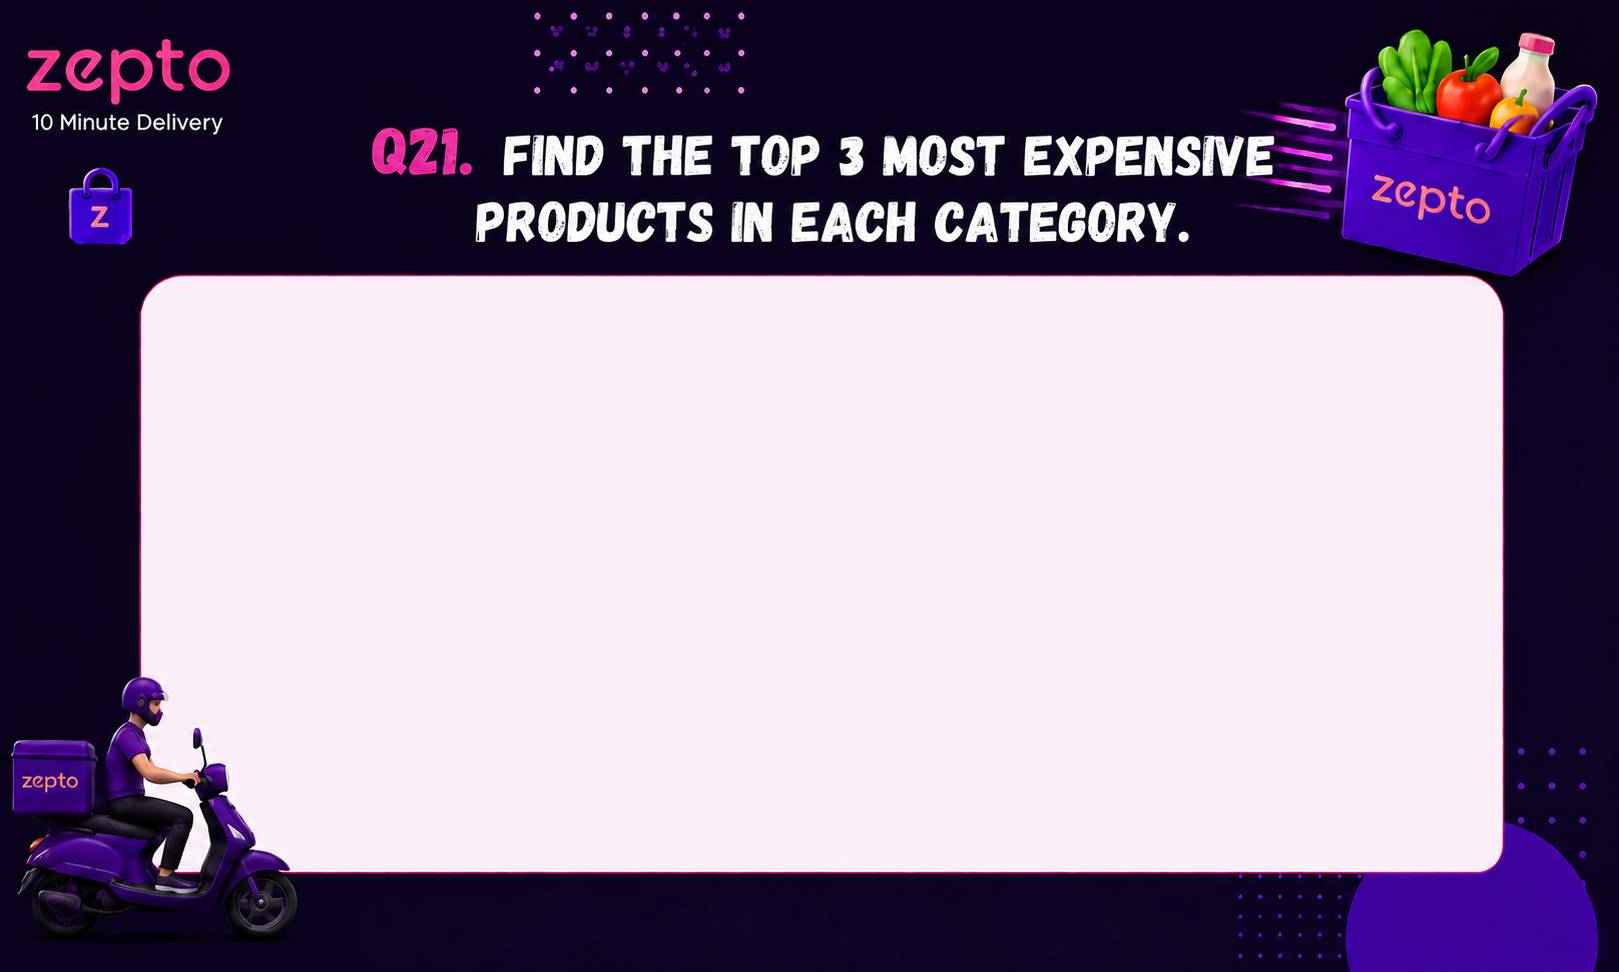 zepto
10 Minute Delivery
z
Q21. FIND THE TOP 3 MOST EXPENSIVE
PRODUCTS IN EACH CATEGORY.
zepto
zepto